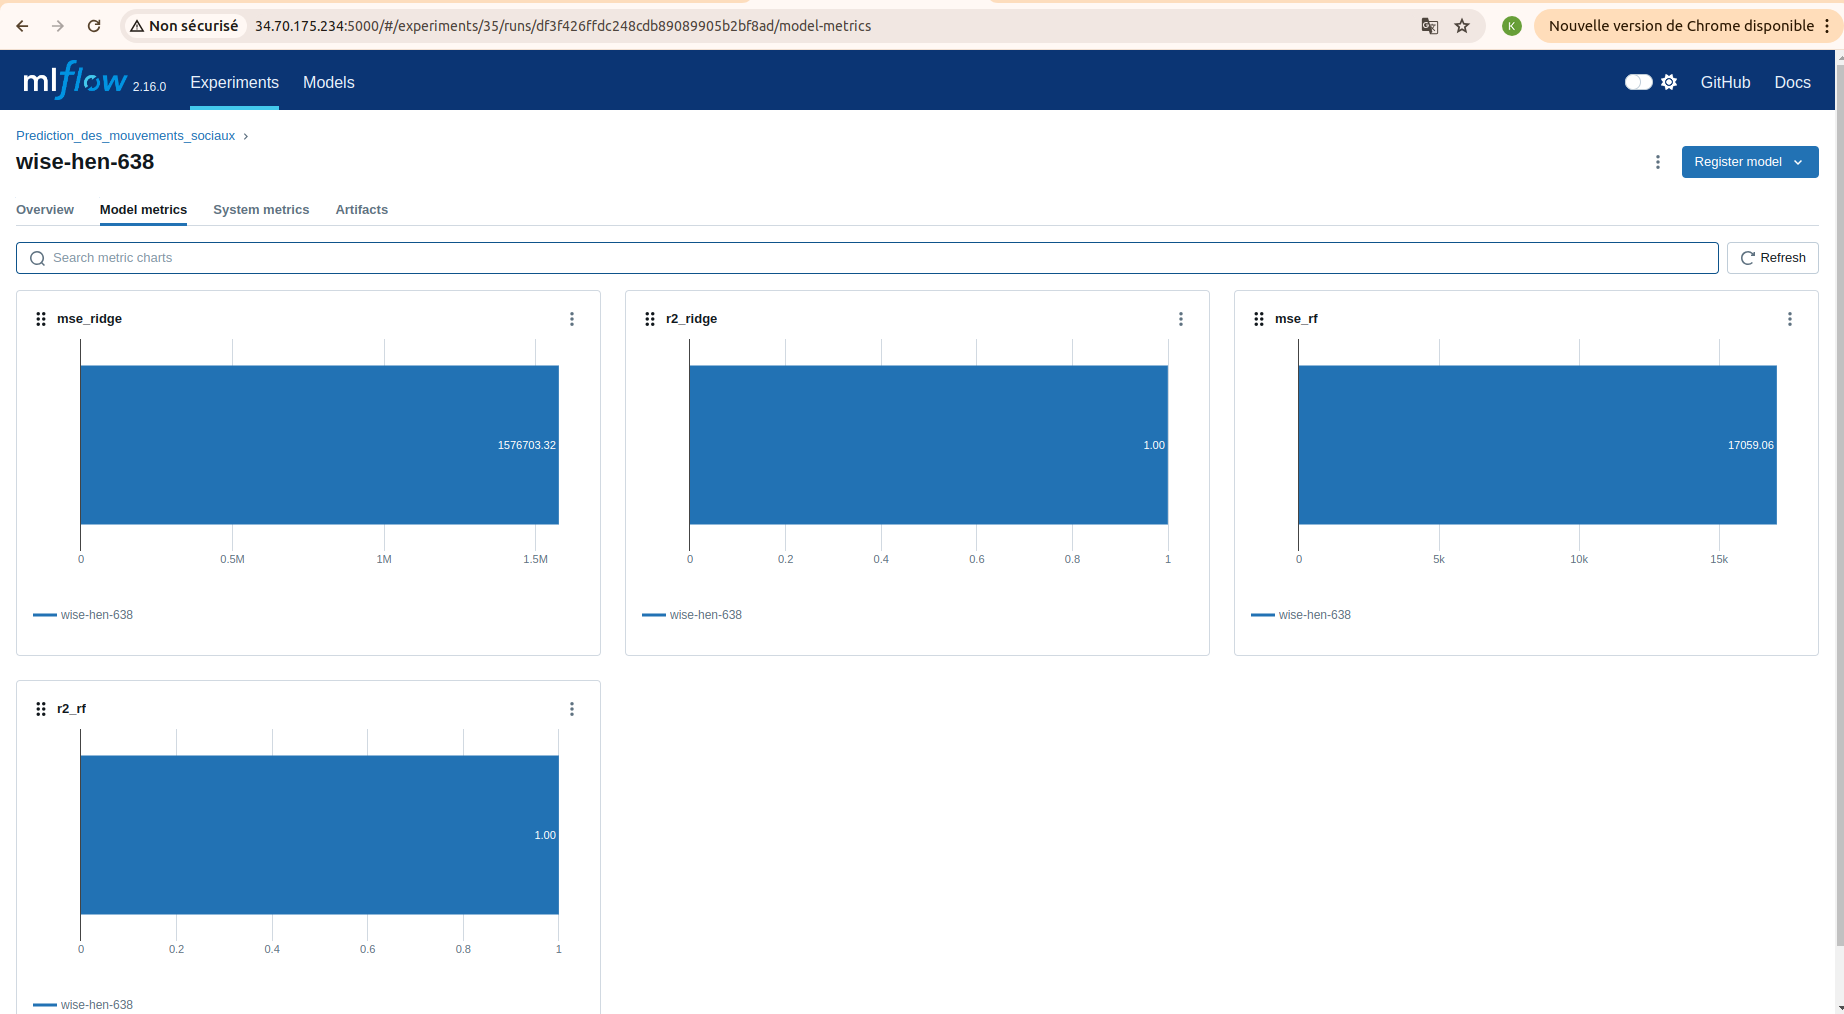 Non sécurisé 34.70.175.234:5000/#/experiments/35/runs/df3f426ffdc248cdb89089905b2bf8ad/model-metrics K Nouvelle version de Chrome disponible
mlflow 2.16.0 Experiments Models GitHub Docs
Prediction_des_mouvements_sociaux
wise-hen-638
Register model
Overview Model metrics System metrics Artifacts
Search metric charts Refresh
mse_ridge
1576703.32
0 0.5M 1M 1.5M
wise-hen-638
r2_ridge
1.00
0 0.2 0.4 0.6 0.8 1
wise-hen-638
mse_rf
17059.06
0 5k 10k 15k
wise-hen-638
r2_rf
1.00
0 0.2 0.4 0.6 0.8 1
wise-hen-638